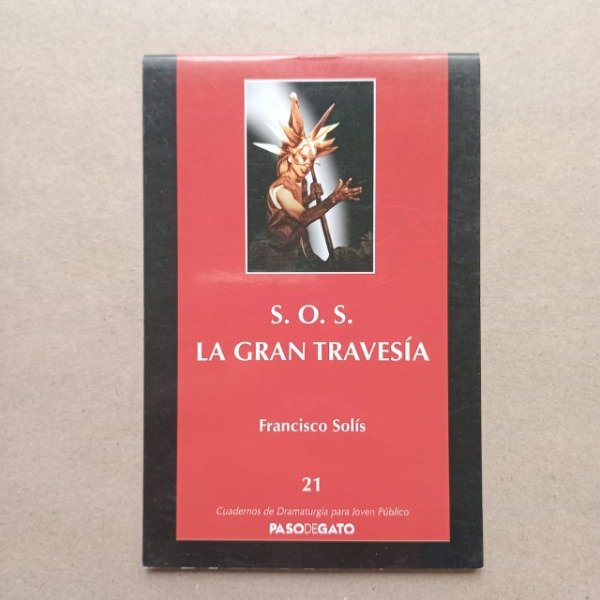 S. O. S.
LA GRAN TRAVESÍA
Francisco Solís
21
Cuadernos de Dramaturgia para Joven Público
PASODEGATO